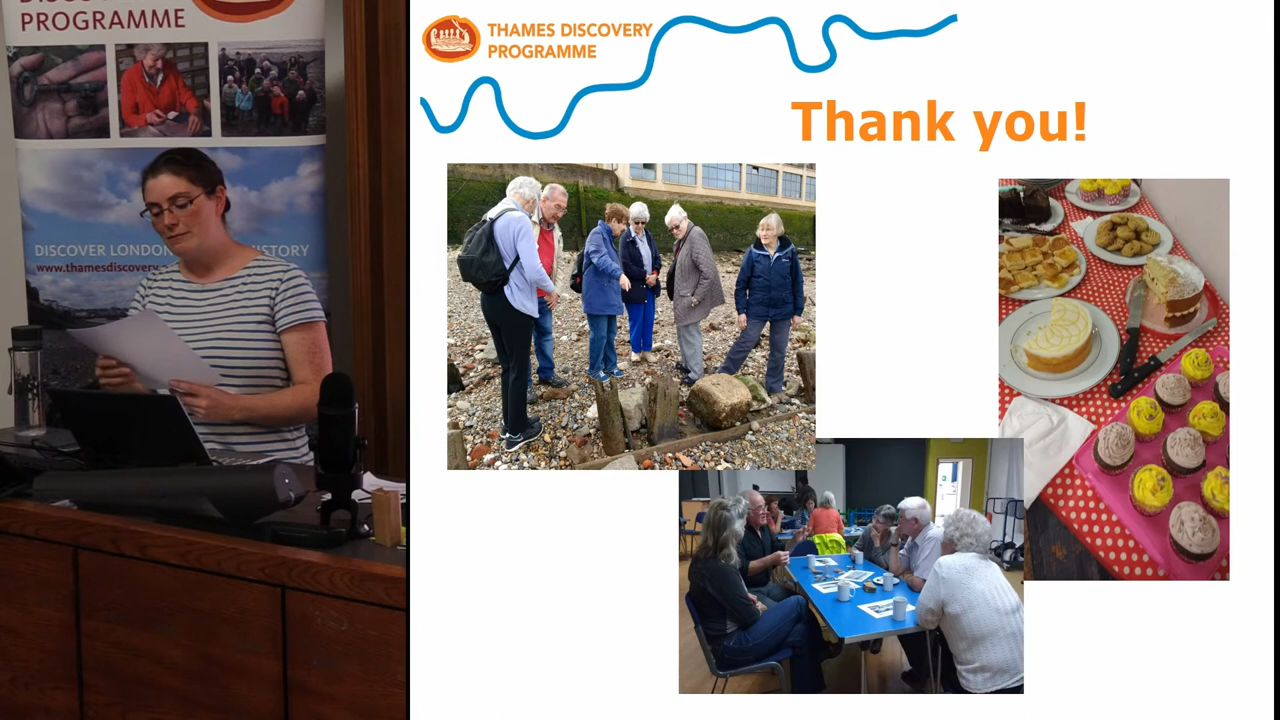 PROGRAMME
DISCOVER LONDON HISTORY
www.thamesdiscovery
THAMES DISCOVERY
PROGRAMME
Thank you!